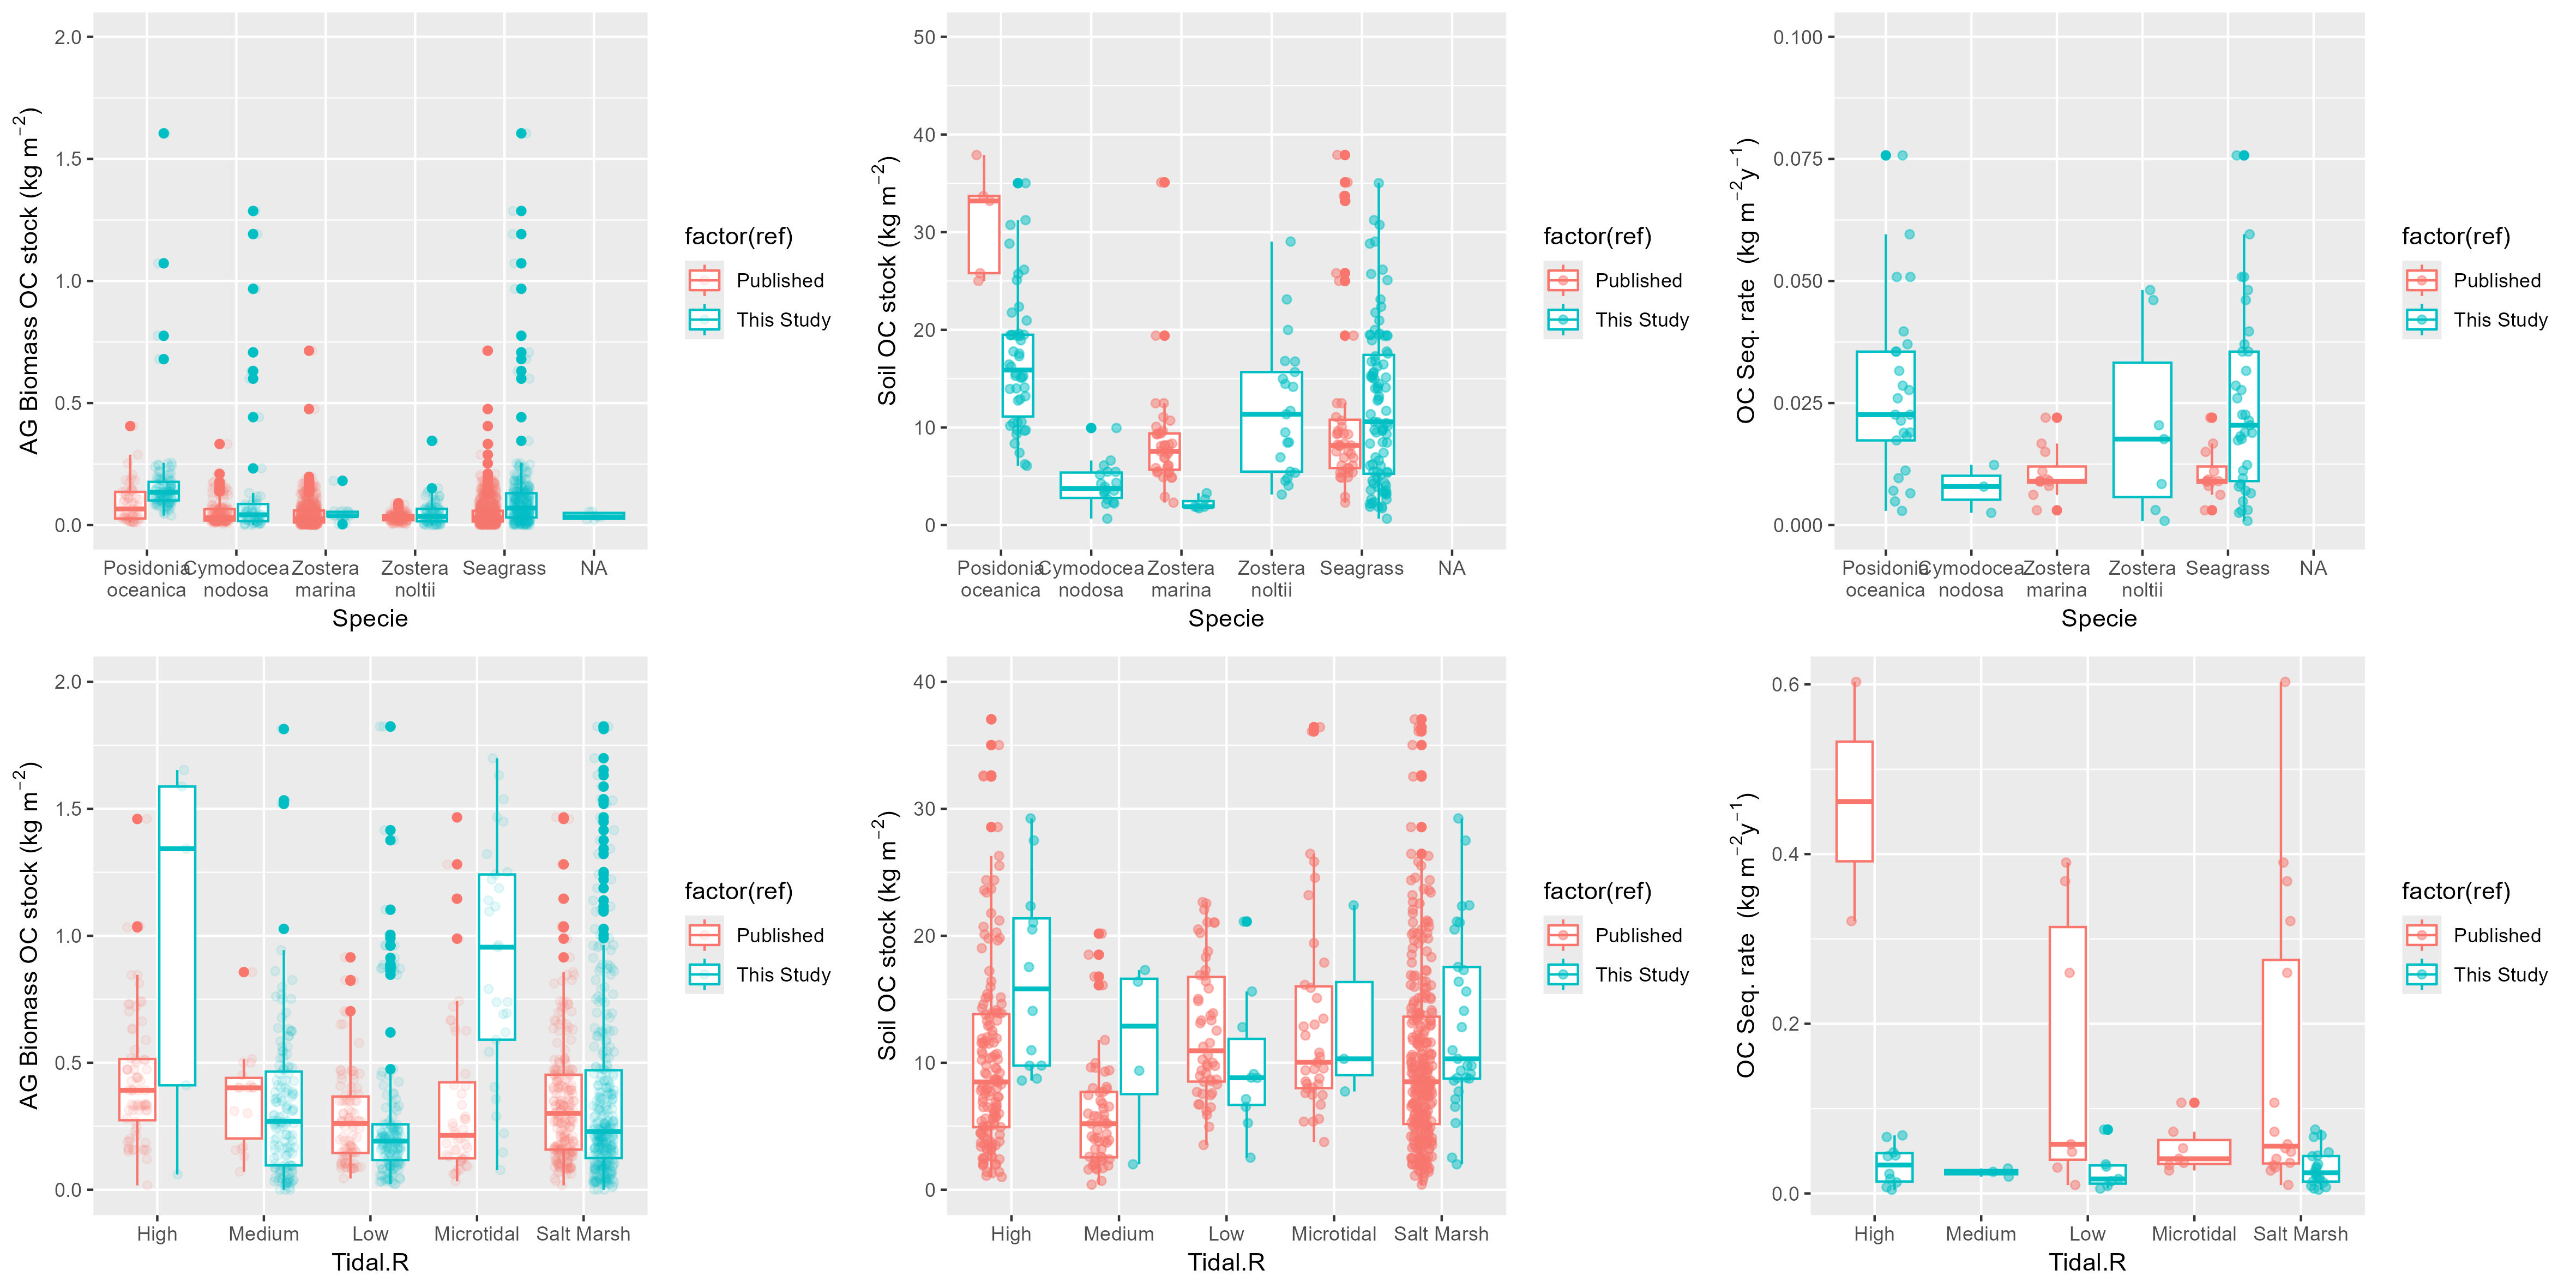 2.0
1.5
1.0
0.5
0.0
AG Biomass OC stock (kg m⁻²)
Posidonia Cymodocea Zostera Zostera Seagrass NA
oceanica nodosa marina noltii
Specie
factor(ref)
Published
This Study
50
40
30
20
10
0
Soil OC stock (kg m⁻²)
Posidonia Cymodocea Zostera Zostera Seagrass NA
oceanica nodosa marina noltii
Specie
factor(ref)
Published
This Study
0.100
0.075
0.050
0.025
0.000
OC Seq. rate (kg m⁻²y⁻¹)
Posidonia Cymodocea Zostera Zostera Seagrass NA
oceanica nodosa marina noltii
Specie
factor(ref)
Published
This Study
2.0
1.5
1.0
0.5
0.0
AG Biomass OC stock (kg m⁻²)
High Medium Low Microtidal Salt Marsh
Tidal.R
factor(ref)
Published
This Study
40
30
20
10
0
Soil OC stock (kg m⁻²)
High Medium Low Microtidal Salt Marsh
Tidal.R
factor(ref)
Published
This Study
0.6
0.4
0.2
0.0
OC Seq. rate (kg m⁻²y⁻¹)
High Medium Low Microtidal Salt Marsh
Tidal.R
factor(ref)
Published
This Study